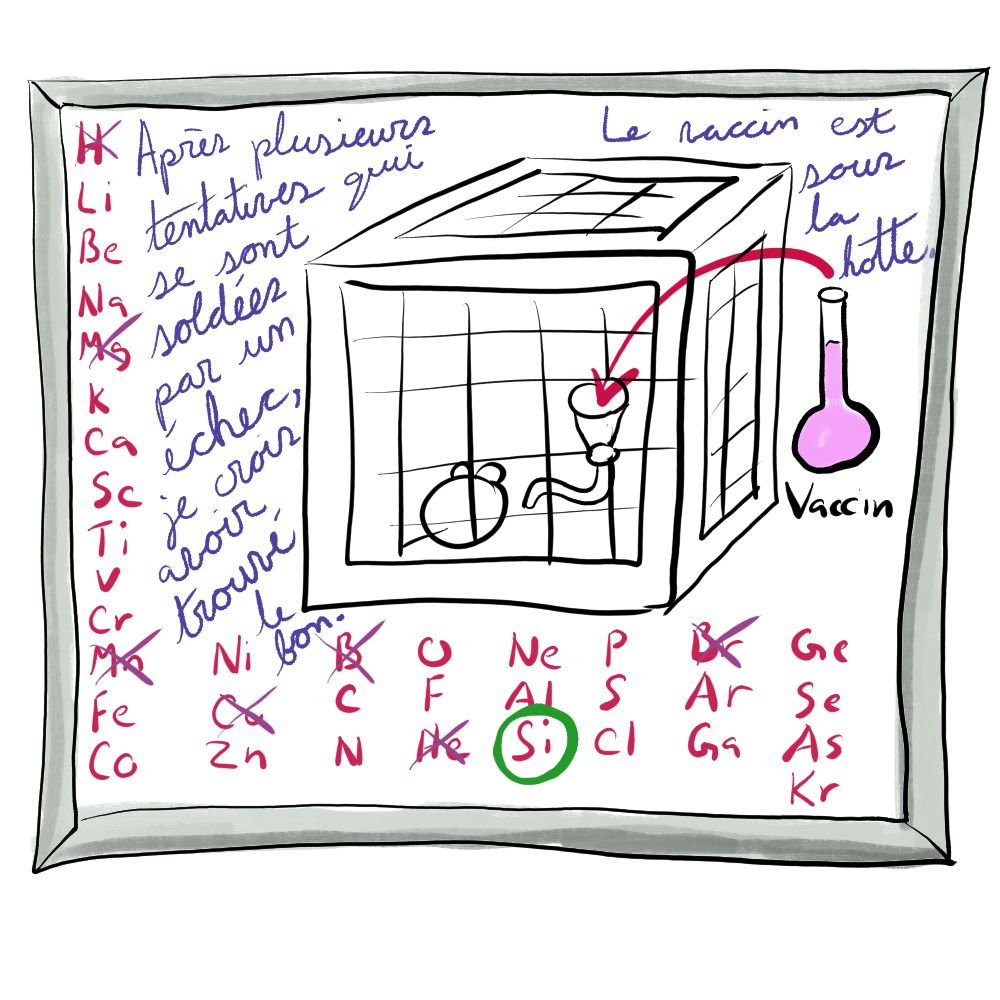 Après plusieurs
tentatives qui
se sont
soldées
par un
échec,
je crois
avoir
trouvé
le
bon.
Le vaccin est
sous
la
hotte.
Vaccin
H
Li
Be
Na
Mg
K
Ca
Sc
Ti
V
Cr
Mn Ni B O Ne P Br Ge
Fe Cu C F Al S Ar Se
Co Zn N He Si Cl Ga As
Kr